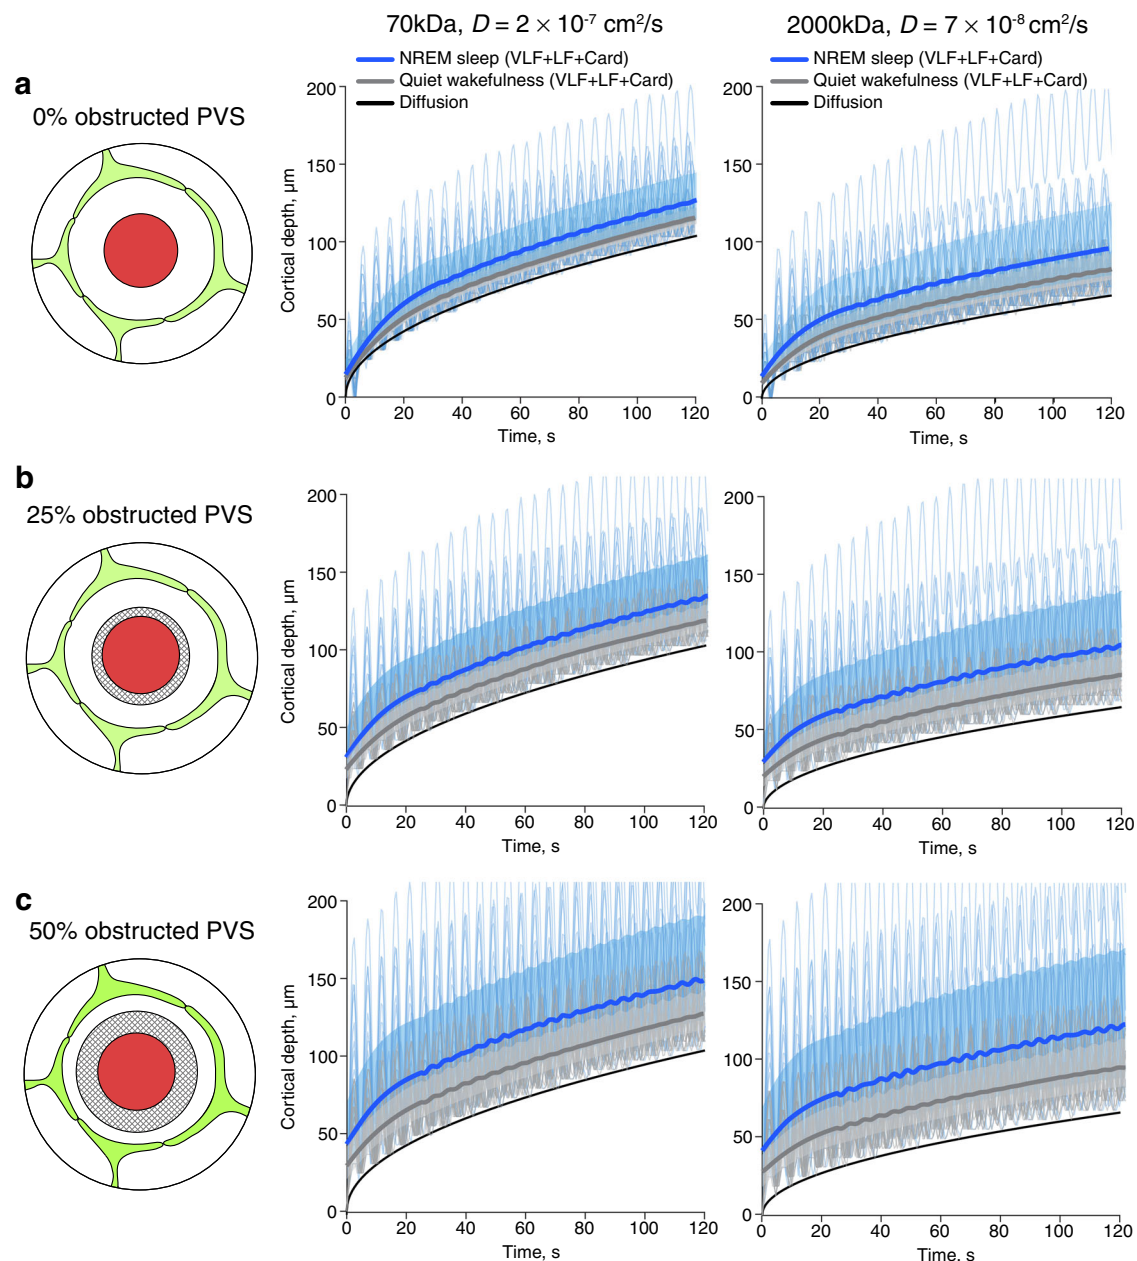 70kDa, D = 2 × 10-7 cm2/s
2000kDa, D = 7 × 10-8 cm2/s
a
0% obstructed PVS
NREM sleep (VLF+LF+Card)
Quiet wakefulness (VLF+LF+Card)
Diffusion
200
150
100
50
0
Cortical depth, µm
0 20 40 60 80 100 120
Time, s
NREM sleep (VLF+LF+Card)
Quiet wakefulness (VLF+LF+Card)
Diffusion
200
150
100
50
0
0 20 40 60 80 100 120
Time, s
b
25% obstructed PVS
200
150
100
50
0
Cortical depth, µm
0 20 40 60 80 100 120
Time, s
200
150
100
50
0
0 20 40 60 80 100 120
Time, s
c
50% obstructed PVS
200
150
100
50
0
Cortical depth, µm
0 20 40 60 80 100 120
Time, s
200
150
100
50
0
0 20 40 60 80 100 120
Time, s